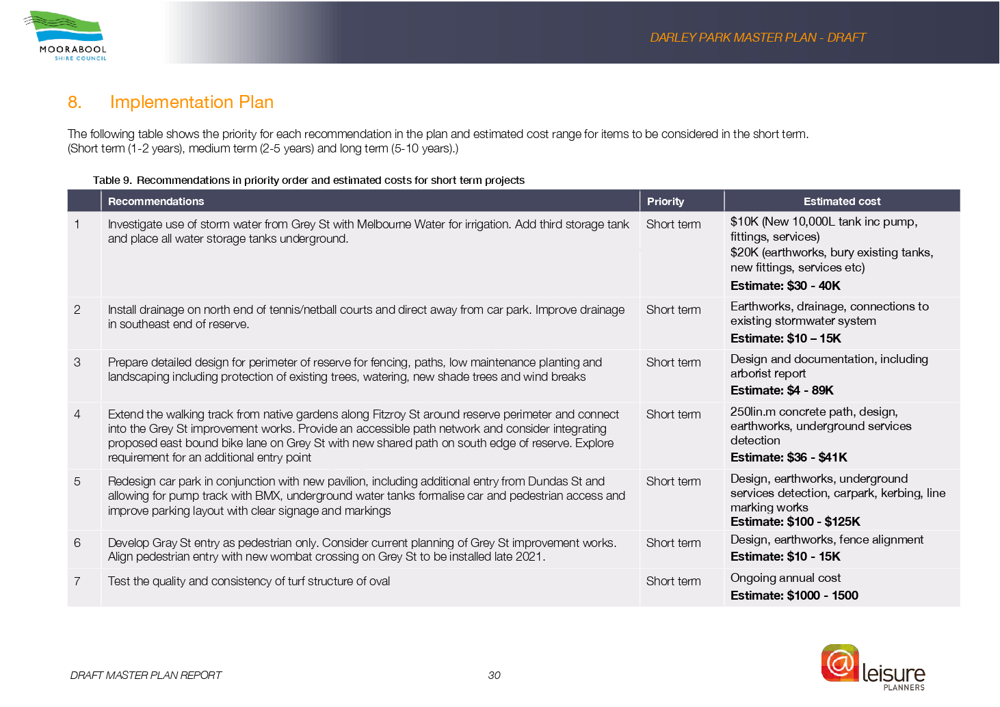 MOORABOOL
SHIRE COUNCIL
DARLEY PARK MASTER PLAN - DRAFT
8. Implementation Plan
The following table shows the priority for each recommendation in the plan and estimated cost range for items to be considered in the short term.
(Short term (1-2 years), medium term (2-5 years) and long term (5-10 years).)
Table 9. Recommendations in priority order and estimated costs for short term projects
Recommendations Priority Estimated cost
1 Investigate use of storm water from Grey St with Melbourne Water for irrigation. Add third storage tank
and place all water storage tanks underground.
Short term
$10K (New 10,000L tank inc pump,
fittings, services)
$20K (earthworks, bury existing tanks,
new fittings, services etc)
Estimate: $30 - 40K
2 Install drainage on north end of tennis/netball courts and direct away from car park. Improve drainage
in southeast end of reserve.
Short term
Earthworks, drainage, connections to
existing stormwater system
Estimate: $10 – 15K
3 Prepare detailed design for perimeter of reserve for fencing, paths, low maintenance planting and
landscaping including protection of existing trees, watering, new shade trees and wind breaks
Short term
Design and documentation, including
arborist report
Estimate: $4 - 89K
4 Extend the walking track from native gardens along Fitzroy St around reserve perimeter and connect
into the Grey St improvement works. Provide an accessible path network and consider integrating
proposed east bound bike lane on Grey St with new shared path on south edge of reserve. Explore
requirement for an additional entry point
Short term
250lin.m concrete path, design,
earthworks, underground services
detection
Estimate: $36 - $41K
5 Redesign car park in conjunction with new pavilion, including additional entry from Dundas St and
allowing for pump track with BMX, underground water tanks formalise car and pedestrian access and
improve parking layout with clear signage and markings
Short term
Design, earthworks, underground
services detection, carpark, kerbing, line
marking works
Estimate: $100 - $125K
6 Develop Gray St entry as pedestrian only. Consider current planning of Grey St improvement works.
Align pedestrian entry with new wombat crossing on Grey St to be installed late 2021.
Short term
Design, earthworks, fence alignment
Estimate: $10 - 15K
7 Test the quality and consistency of turf structure of oval
Short term
Ongoing annual cost
Estimate: $1000 - 1500
DRAFT MASTER PLAN REPORT
30
@leisure
PLANNERS